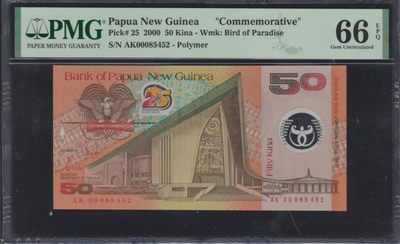 PMG
PAPER MONEY GUARANTY
Papua New Guinea "Commemorative"
Pick# 25 2000 50 Kina - Wmk: Bird of Paradise
S/N AK00085452 - Polymer
66 EPQ
Gem Uncirculated
Bank of Papua New Guinea
50
25
Fifty Kina
50
AK 00085452
AK 00085452